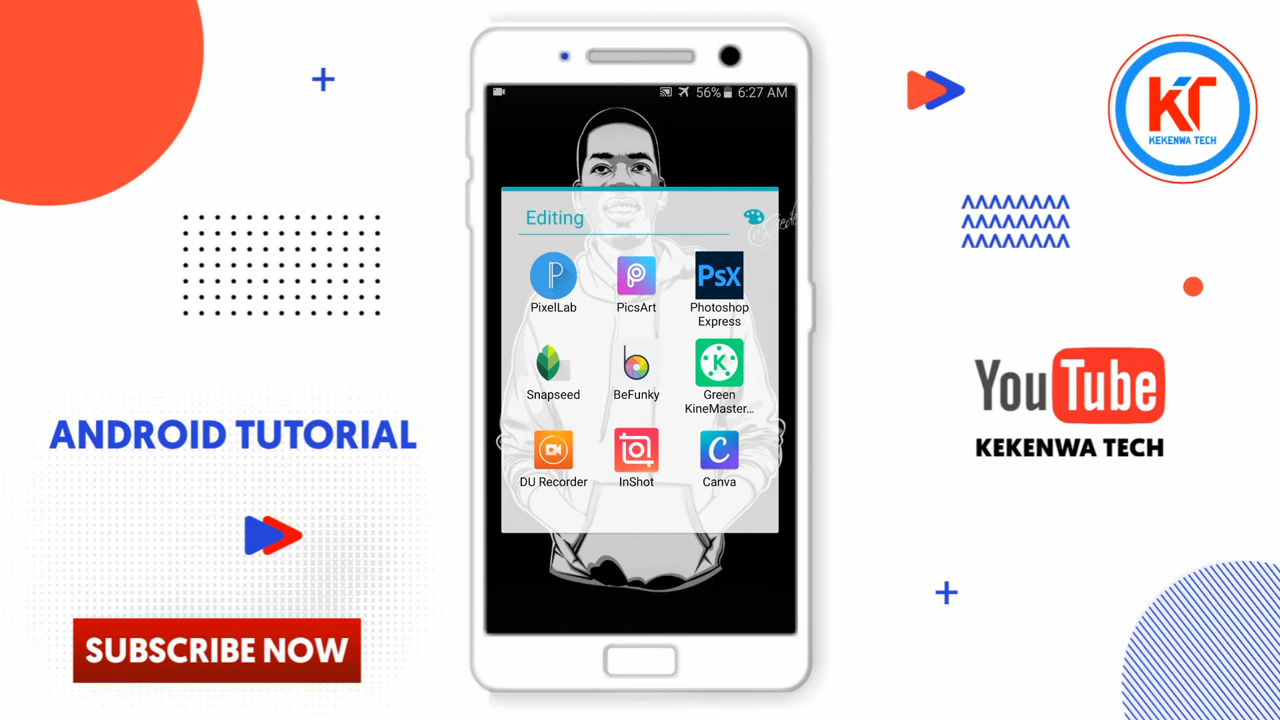 56% 6:27 AM
KT
KEKENWA TECH
Editing
PixelLab
PicsArt
PsX
Photoshop
Express
Snapseed
BeFunky
K
Green
KineMaster...
DU Recorder
InShot
C
Canva
ANDROID TUTORIAL
SUBSCRIBE NOW
YouTube
KEKENWA TECH